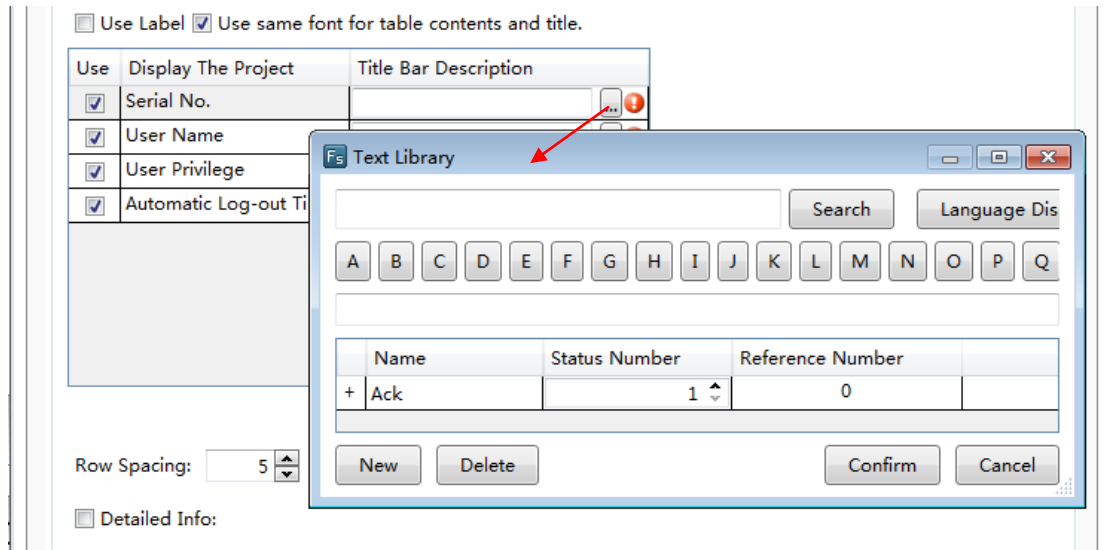 Use Label Use same font for table contents and title.
Use Display The Project Title Bar Description
Serial No. ...
User Name
User Privilege
Automatic Log-out Ti
Fs Text Library
Search Language Dis
A B C D E F G H I J K L M N O P Q
Name Status Number Reference Number
+ Ack 1 0
New Delete Confirm Cancel
Row Spacing: 5
Detailed Info: